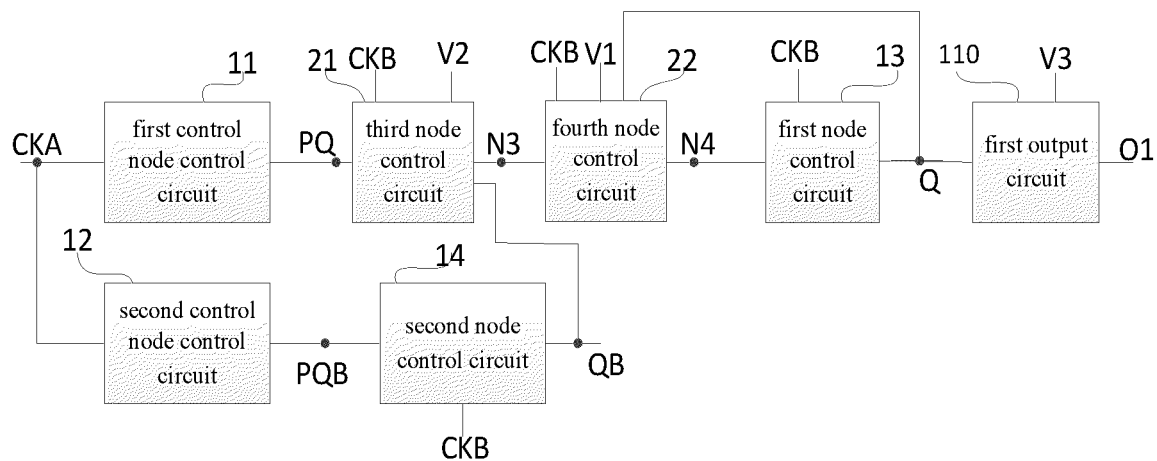 11
21
CKB
V2
CKB
V1
22
CKB
13
110
V3
CKA
first control
node control
circuit
PQ
third node
control
circuit
N3
fourth node
control
circuit
N4
first node
control
circuit
Q
first output
circuit
O1
12
second control
node control
circuit
PQB
14
second node
control circuit
QB
CKB